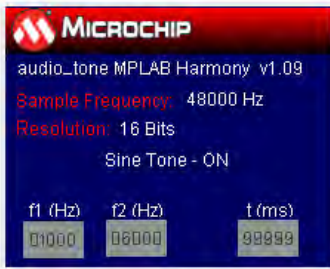 MICROCHIP
audio_tone MPLAB Harmony v1.09
Sample Frequency: 48000 Hz
Resolution: 16 Bits
Sine Tone - ON
f1 (Hz) f2 (Hz) t (ms)
01000 06000 99999